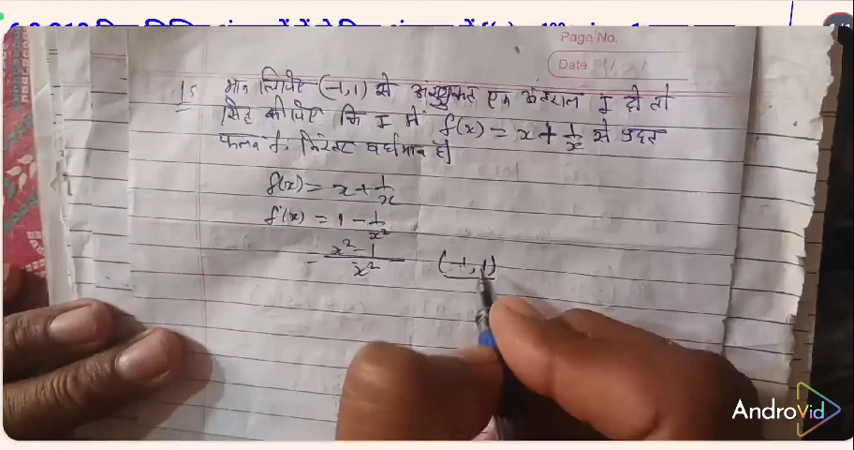 Page No.
Date
15 मान लिजिए (-1,1) से असंयुक्त एक अंतराल I हो तो
सिद्ध कीजिए कि I में f(x) = x + 1/x से प्रदत्त
फलन f, निरंतर वर्धमान है|
f(x) = x + 1/x
f'(x) = 1 - 1/x²
= x² - 1 / x² (-1, 1)
AndroVid